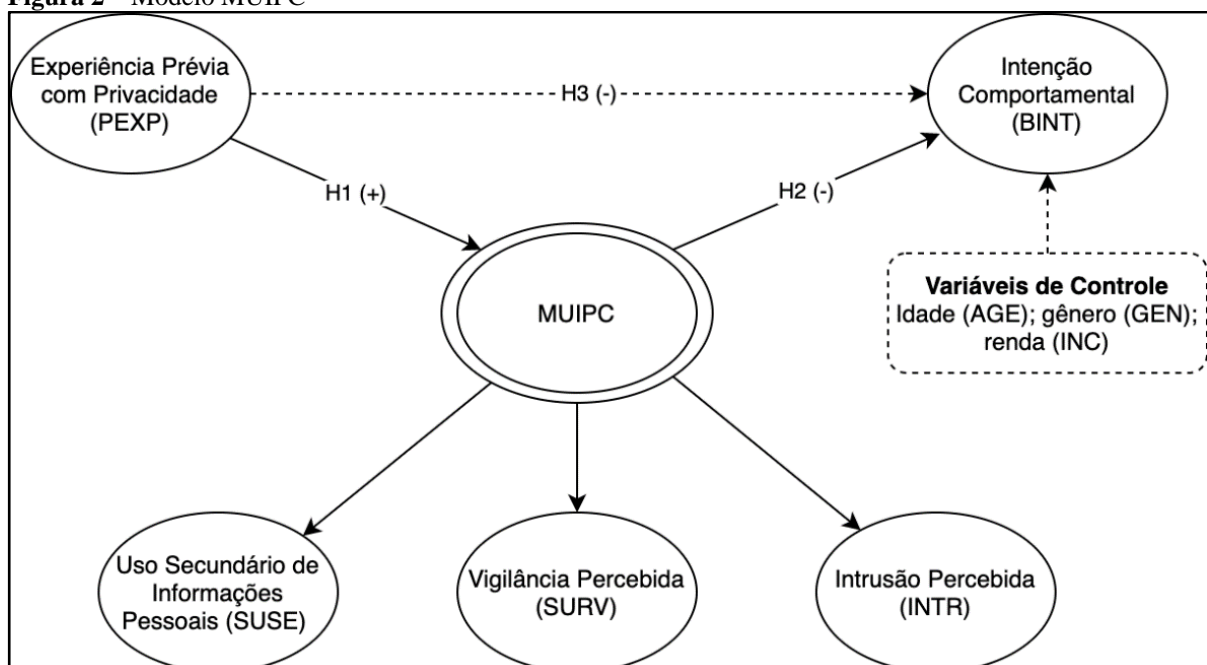 Figura 2 – Modelo MUIPC
Experiência Prévia
com Privacidade
(PEXP)
H3 (-)
Intenção
Comportamental
(BINT)
H1 (+)
H2 (-)
MUIPC
Variáveis de Controle
Idade (AGE); gênero (GEN);
renda (INC)
Uso Secundário de
Informações
Pessoais (SUSE)
Vigilância Percebida
(SURV)
Intrusão Percebida
(INTR)